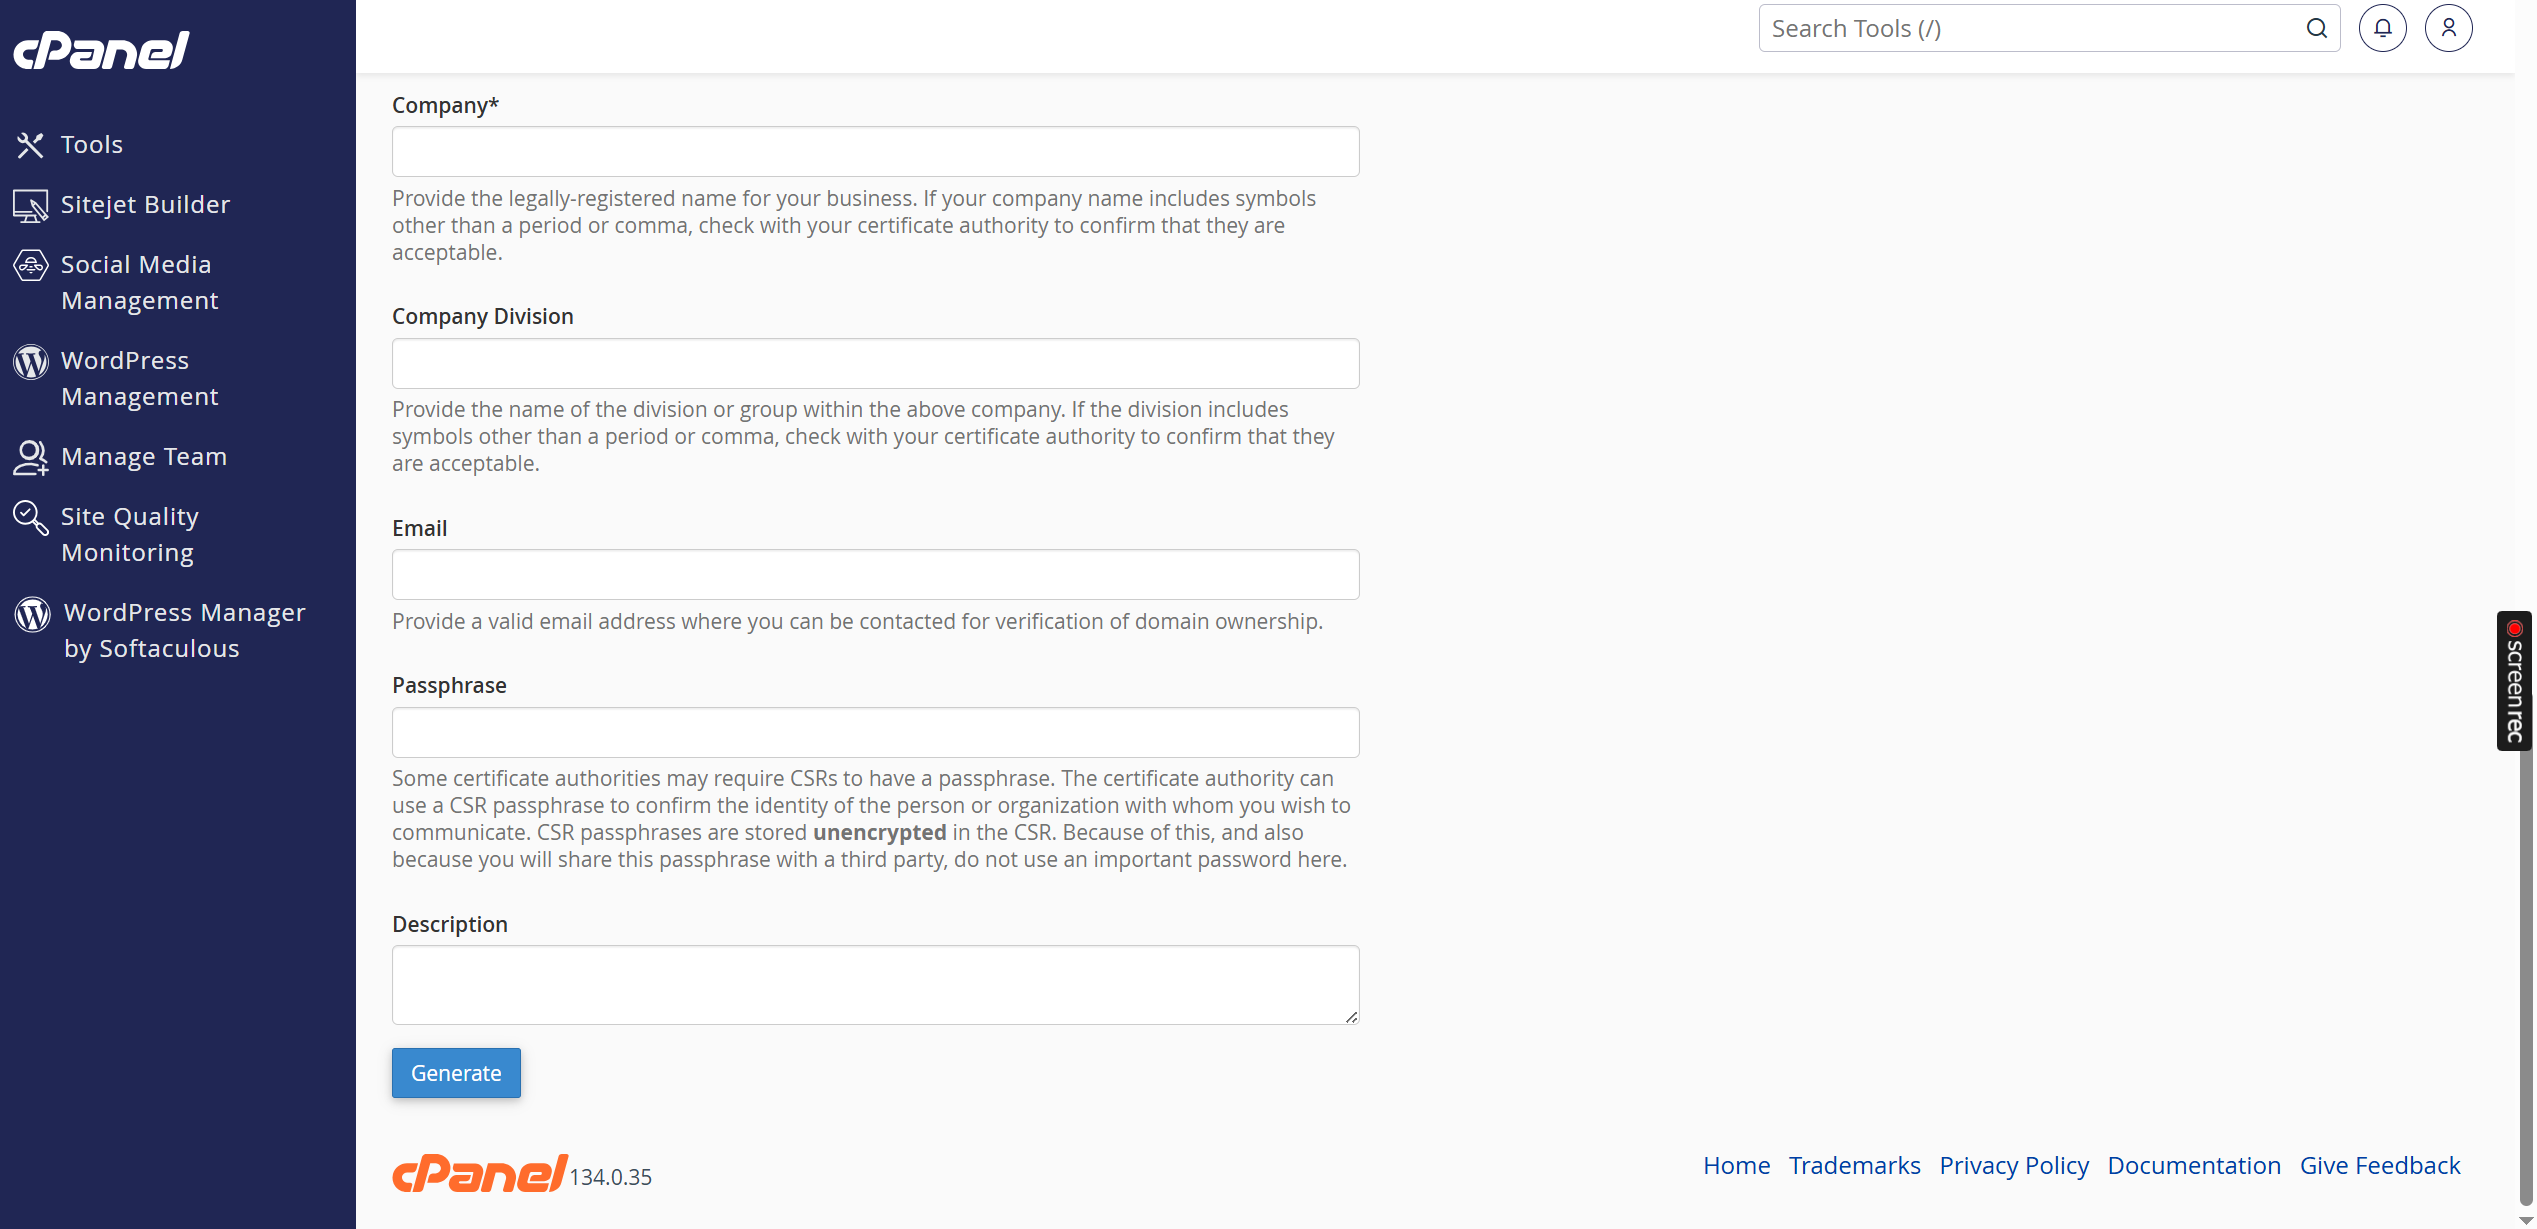 cPanel
Search Tools (/)
Tools
Sitejet Builder
Social Media
Management
WordPress
Management
Manage Team
Site Quality
Monitoring
WordPress Manager
by Softaculous
Company*
Provide the legally-registered name for your business. If your company name includes symbols
other than a period or comma, check with your certificate authority to confirm that they are
acceptable.
Company Division
Provide the name of the division or group within the above company. If the division includes
symbols other than a period or comma, check with your certificate authority to confirm that they
are acceptable.
Email
Provide a valid email address where you can be contacted for verification of domain ownership.
Passphrase
Some certificate authorities may require CSRs to have a passphrase. The certificate authority can
use a CSR passphrase to confirm the identity of the person or organization with whom you wish to
communicate. CSR passphrases are stored unencrypted in the CSR. Because of this, and also
because you will share this passphrase with a third party, do not use an important password here.
Description
Generate
cPanel 134.0.35
Home Trademarks Privacy Policy Documentation Give Feedback
screenrec